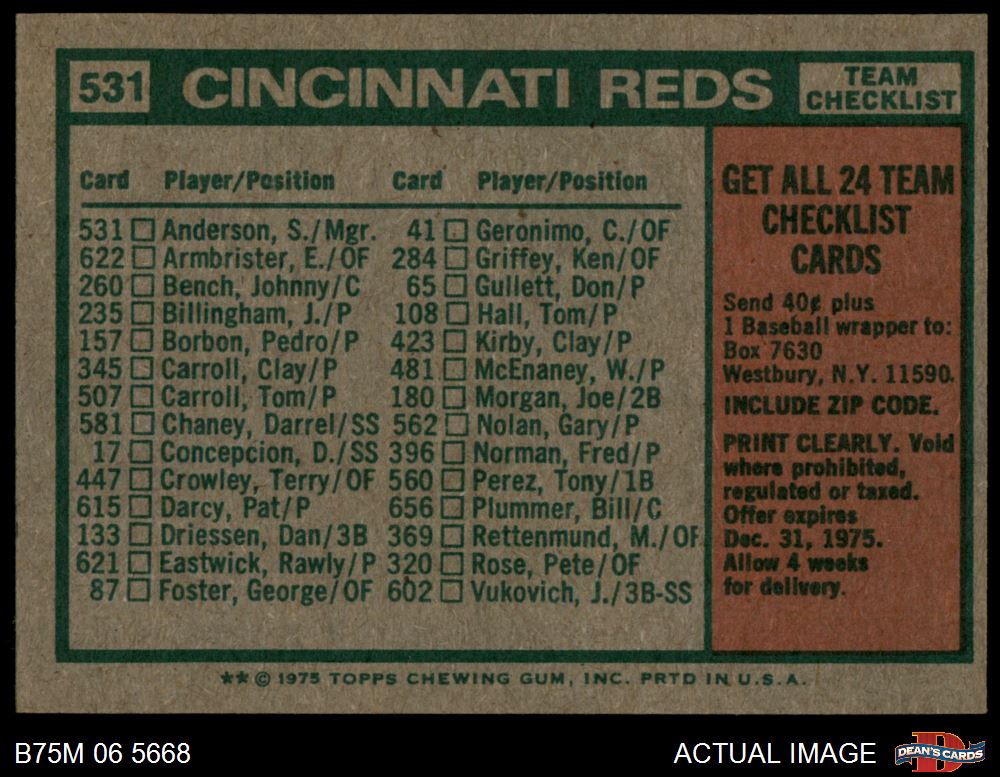 531 CINCINNATI REDS TEAM CHECKLIST
Card Player/Position Card Player/Position
531 Anderson, S./Mgr. 41 Geronimo, C./OF
622 Armbrister, E./OF 284 Griffey, Ken/OF
260 Bench, Johnny/C 65 Gullett, Don/P
235 Billingham, J./P 108 Hall, Tom/P
157 Borbon, Pedro/P 423 Kirby, Clay/P
345 Carroll, Clay/P 481 McEnaney, W./P
507 Carroll, Tom/P 180 Morgan, Joe/2B
581 Chaney, Darrel/SS 562 Nolan, Gary/P
17 Concepcion, D./SS 396 Norman, Fred/P
447 Crowley, Terry/OF 560 Perez, Tony/1B
615 Darcy, Pat/P 656 Plummer, Bill/C
133 Driessen, Dan/3B 369 Rettenmund, M./OF
621 Eastwick, Rawly/P 320 Rose, Pete/OF
87 Foster, George/OF 602 Vukovich, J./3B-SS
GET ALL 24 TEAM
CHECKLIST
CARDS
Send 40¢ plus
1 Baseball wrapper to:
Box 7630
Westbury, N.Y. 11590.
INCLUDE ZIP CODE.
PRINT CLEARLY. Void
where prohibited,
regulated or taxed.
Offer expires
Dec. 31, 1975.
Allow 4 weeks
for delivery.
** © 1975 TOPPS CHEWING GUM, INC. PRTD IN U.S.A.
B75M 06 5668 ACTUAL IMAGE D DEAN'S CARDS